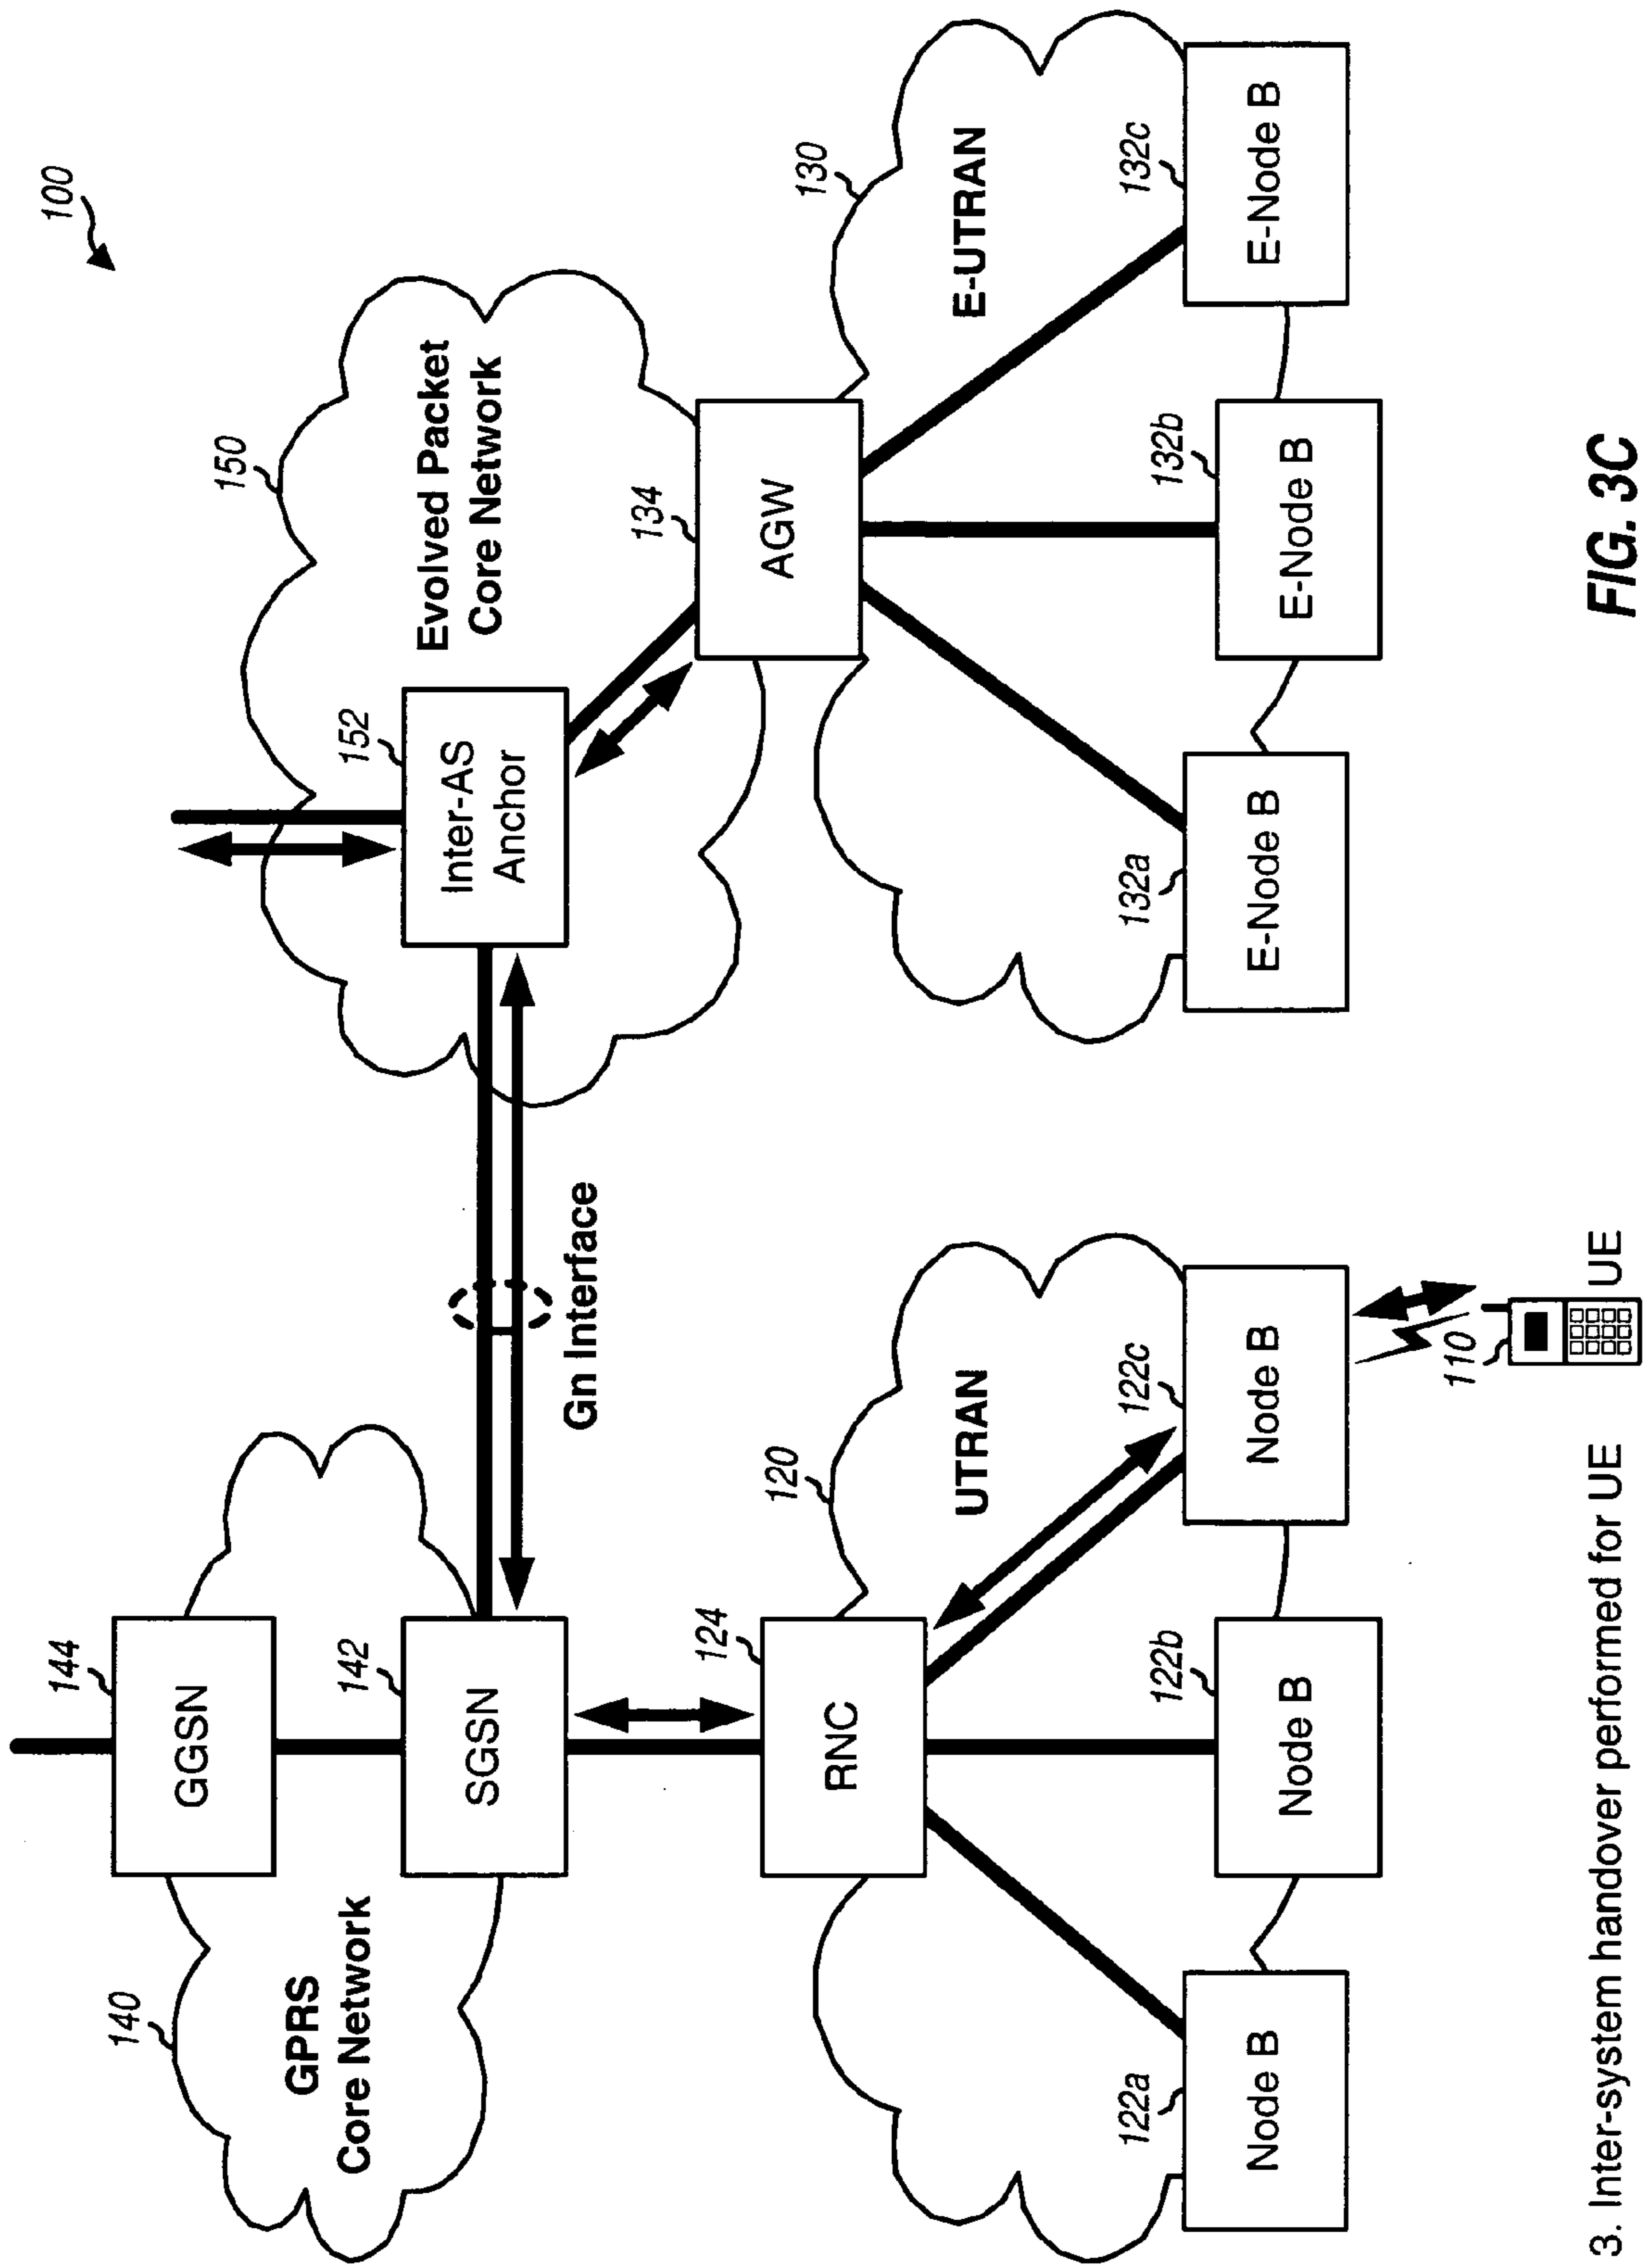 100
144
GGSN
140
GPRS
Core Network
142
SGSN
Gn Interface
150
Evolved Packet
Core Network
152
Inter-AS
Anchor
134
AGW
124
RNC
120
UTRAN
130
E-UTRAN
122a
Node B
122b
Node B
122c
Node B
132a
E-Node B
132b
E-Node B
132c
E-Node B
110
UE
3. Inter-system handover performed for UE
FIG. 3C